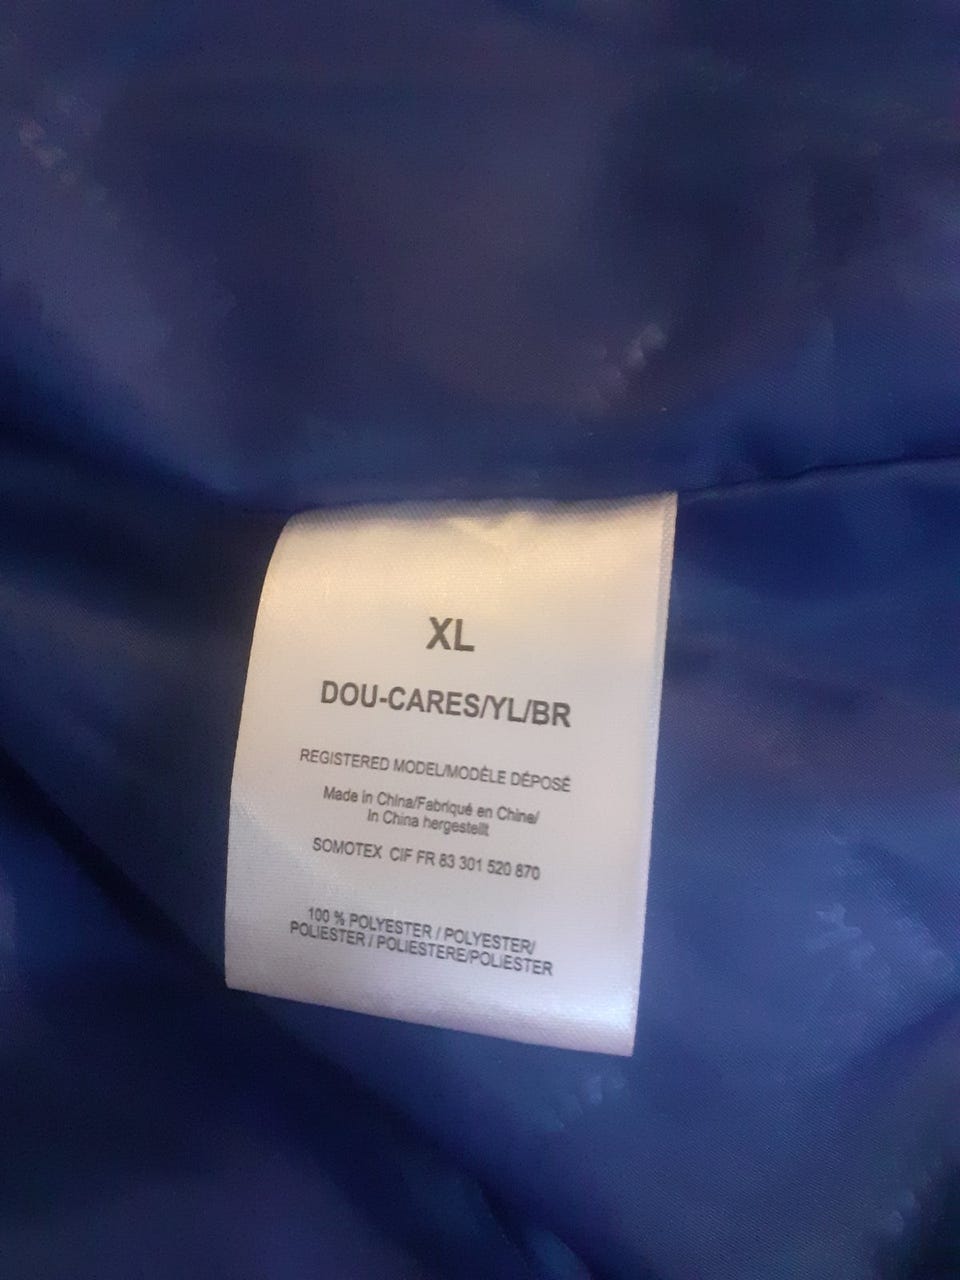 XL
DOU-CARES/YL/BR
REGISTERED MODEL/MODÈLE DÉPOSÉ
Made in China/Fabriqué en Chine/
In China hergestellt
SOMOTEX CIF FR 83 301 520 870
100 % POLYESTER / POLYESTER/
POLIESTER / POLIESTERE/POLIESTER